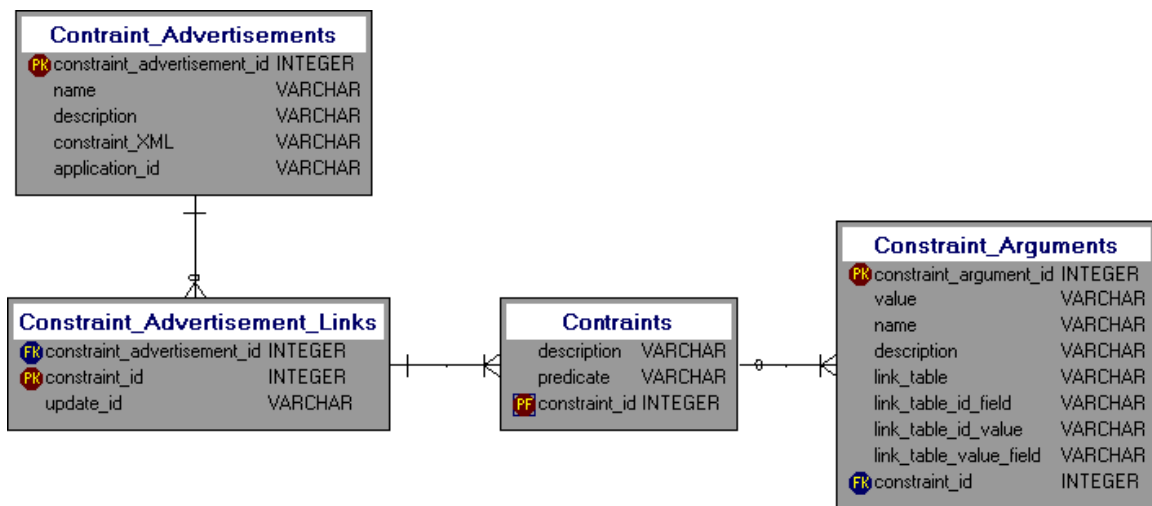 Contraint_Advertisements
PK constraint_advertisement_id INTEGER
name VARCHAR
description VARCHAR
constraint_XML VARCHAR
application_id VARCHAR
Constraint_Advertisement_Links
FK constraint_advertisement_id INTEGER
PK constraint_id INTEGER
update_id VARCHAR
Contraints
description VARCHAR
predicate VARCHAR
PF constraint_id INTEGER
Constraint_Arguments
PK constraint_argument_id INTEGER
value VARCHAR
name VARCHAR
description VARCHAR
link_table VARCHAR
link_table_id_field VARCHAR
link_table_id_value VARCHAR
link_table_value_field VARCHAR
FK constraint_id INTEGER